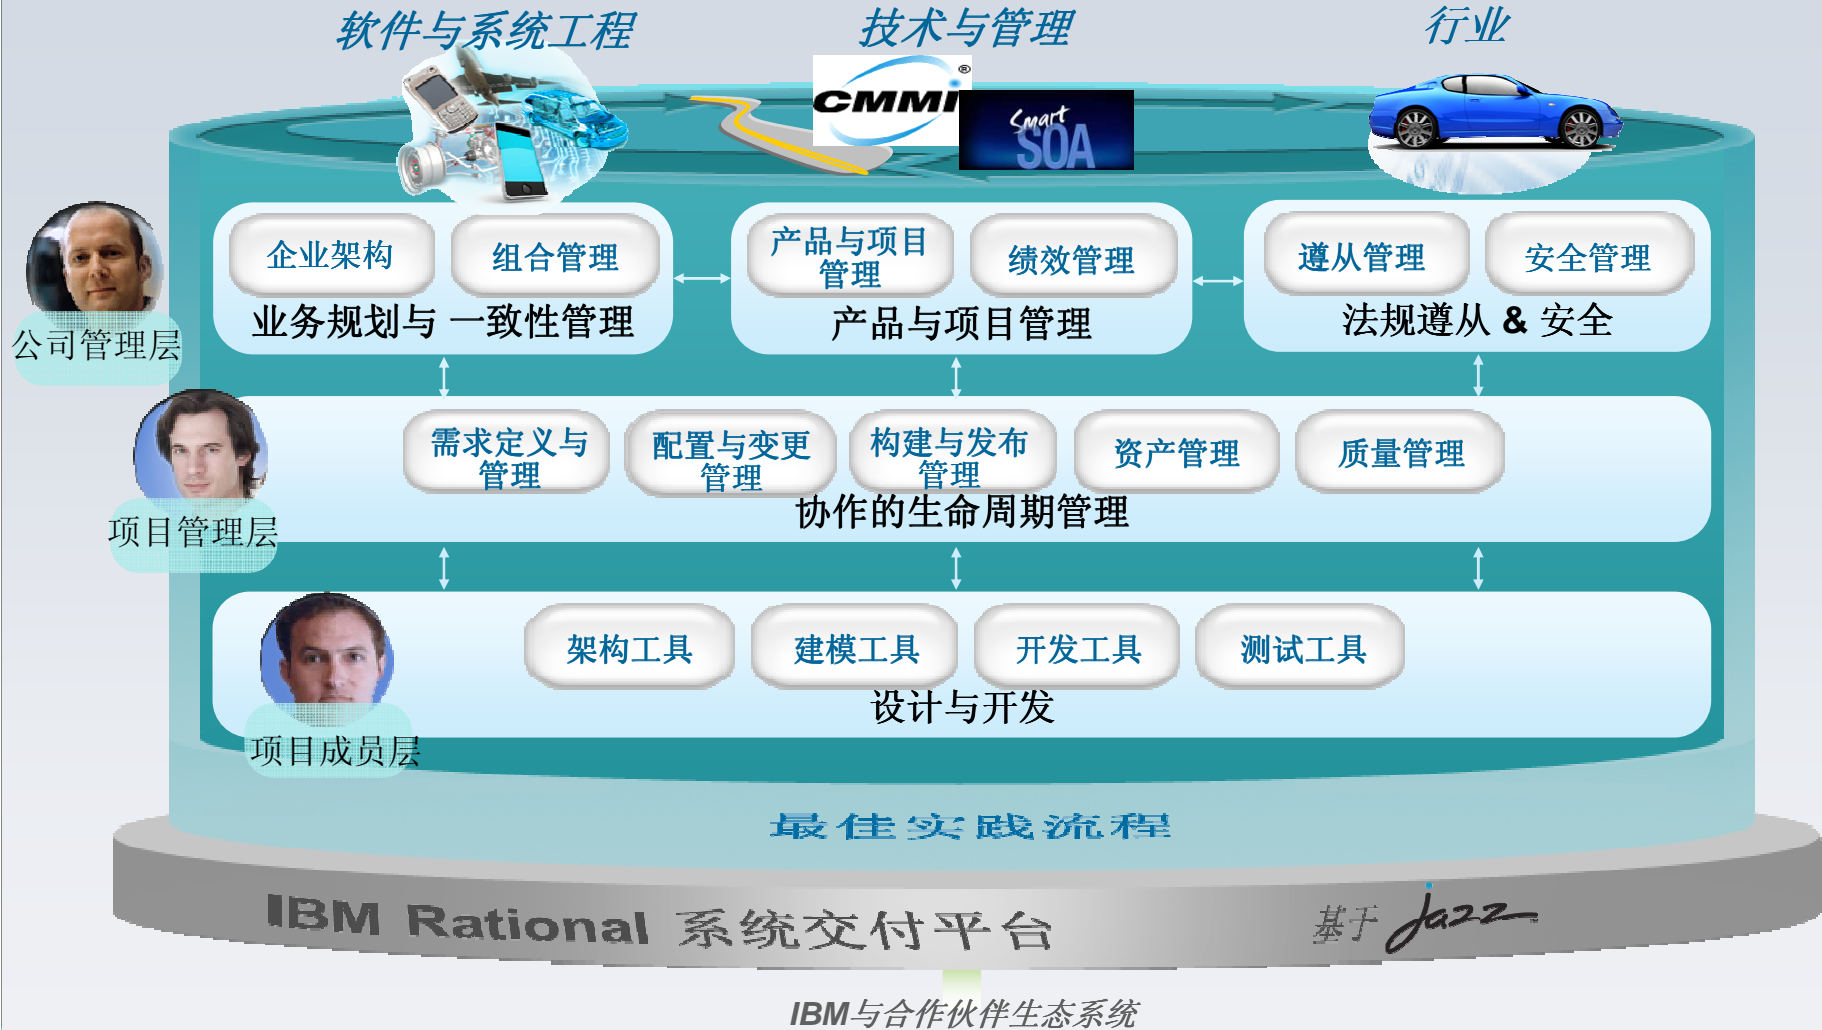 软件与系统工程
技术与管理
行业
CMMI®
Smart
SOA
企业架构
组合管理
业务规划与 一致性管理
产品与项目
管理
绩效管理
产品与项目管理
遵从管理
安全管理
法规遵从 & 安全
公司管理层
需求定义与
管理
配置与变更
管理
构建与发布
管理
资产管理
质量管理
协作的生命周期管理
项目管理层
架构工具
建模工具
开发工具
测试工具
设计与开发
项目成员层
最佳实践流程
IBM Rational 系统交付平台
基于 jazz
IBM与合作伙伴生态系统